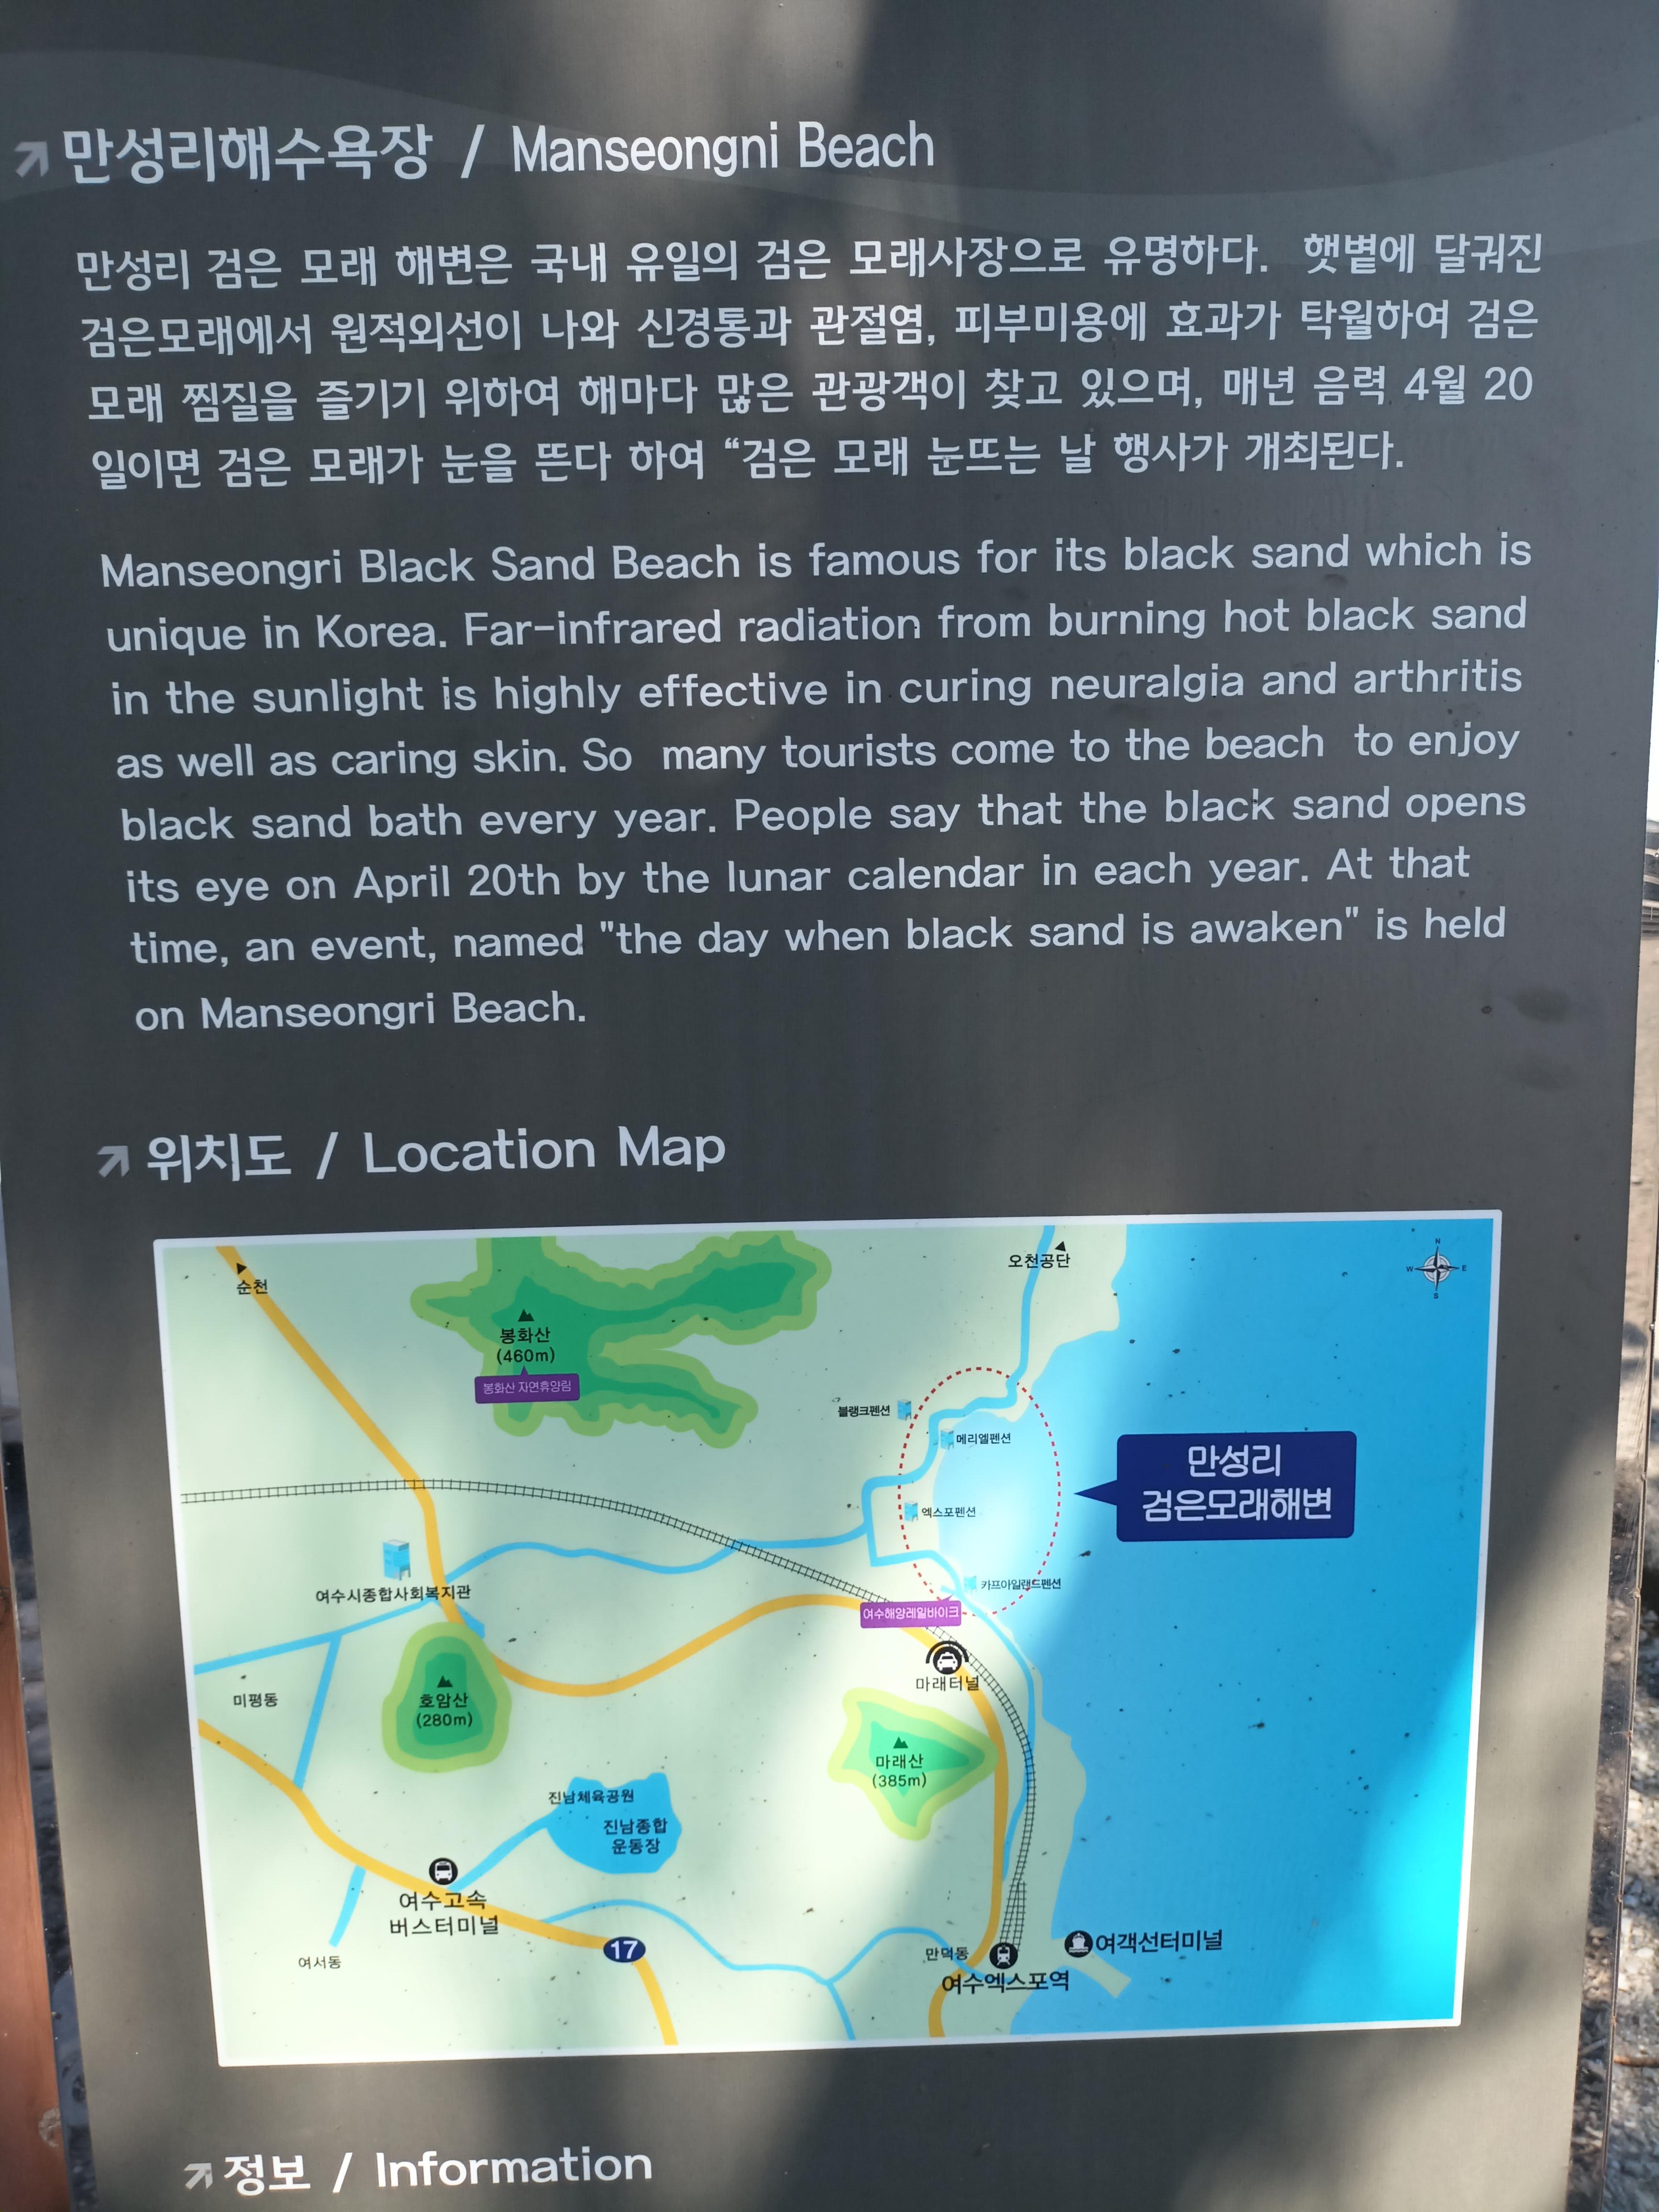 만성리해수욕장 / Manseongni Beach
만성리 검은 모래 해변은 국내 유일의 검은 모래사장으로 유명하다. 햇볕에 달궈진
검은모래에서 원적외선이 나와 신경통과 관절염, 피부미용에 효과가 탁월하여 검은
모래 찜질을 즐기기 위하여 해마다 많은 관광객이 찾고 있으며, 매년 음력 4월 20
일이면 검은 모래가 눈을 뜬다 하여 “검은 모래 눈뜨는 날 행사가 개최된다.
Manseongri Black Sand Beach is famous for its black sand which is
unique in Korea. Far-infrared radiation from burning hot black sand
in the sunlight is highly effective in curing neuralgia and arthritis
as well as caring skin. So many tourists come to the beach to enjoy
black sand bath every year. People say that the black sand opens
its eye on April 20th by the lunar calendar in each year. At that
time, an event, named "the day when black sand is awaken" is held
on Manseongri Beach.
위치도 / Location Map
오천공단
N
W E
S
순천
봉화산
(460m)
봉화산 자연휴양림
블랭크펜션
메리엘펜션
만성리
검은모래해변
엑스포펜션
카프아일랜드펜션
여수시종합사회복지관
여수해양레일바이크
마래터널
미평동
호암산
(280m)
마래산
(385m)
진남체육공원
진남종합
운동장
여수고속
버스터미널
17
여서동
만덕동
여수엑스포역
여객선터미널
정보 / Information